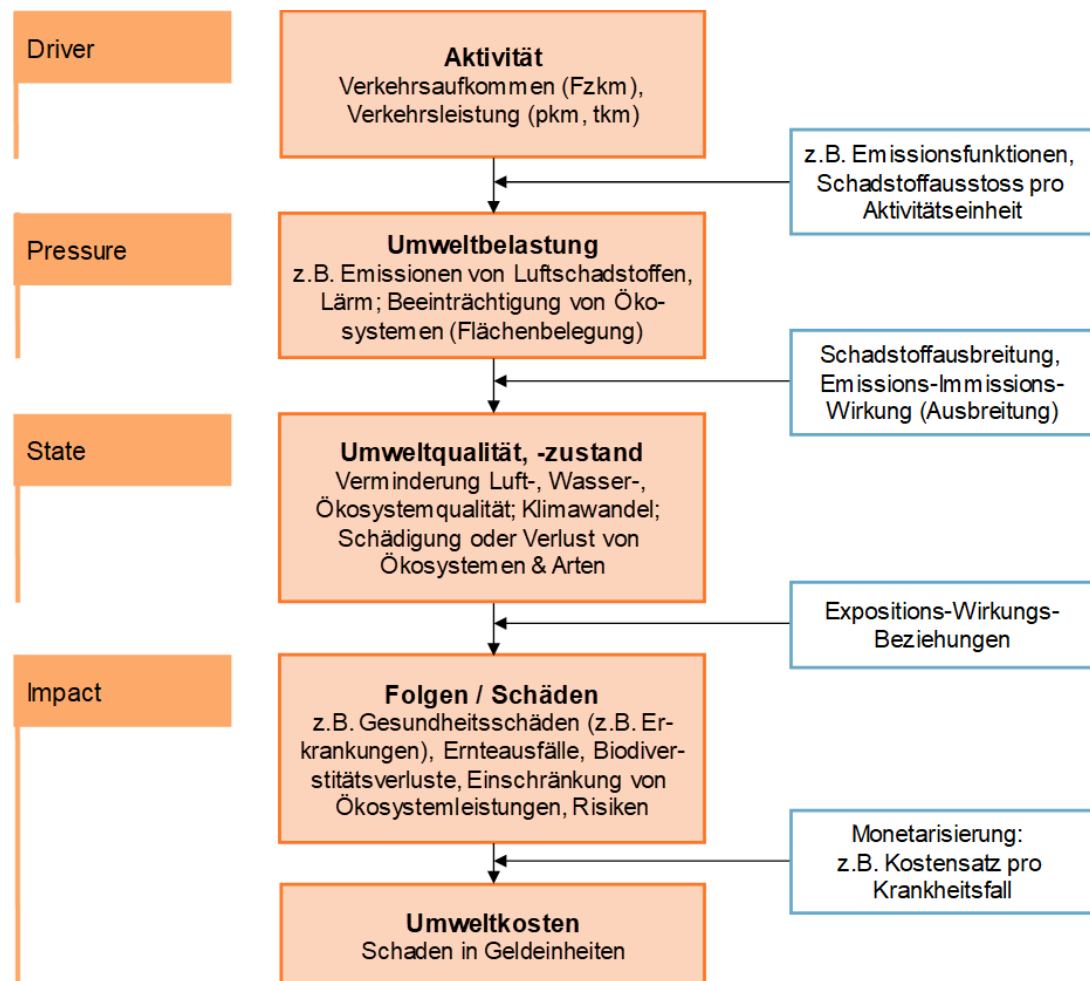 Driver
Aktivität
Verkehrsaufkommen (Fzkm),
Verkehrsleistung (pkm, tkm)
z.B. Emissionsfunktionen,
Schadstoffausstoss pro
Aktivitätseinheit
Pressure
Umweltbelastung
z.B. Emissionen von Luftschadstoffen,
Lärm; Beeinträchtigung von Öko-
systemen (Flächenbelegung)
Schadstoffausbreitung,
Emissions-Immissions-
Wirkung (Ausbreitung)
State
Umweltqualität, -zustand
Verminderung Luft-, Wasser-,
Ökosystemqualität; Klimawandel;
Schädigung oder Verlust von
Ökosystemen & Arten
Expositions-Wirkungs-
Beziehungen
Impact
Folgen / Schäden
z.B. Gesundheitsschäden (z.B. Er-
krankungen), Ernteausfälle, Biodiver-
stitätsverluste, Einschränkung von
Ökosystemleistungen, Risiken
Monetarisierung:
z.B. Kostensatz pro
Krankheitsfall
Umweltkosten
Schaden in Geldeinheiten